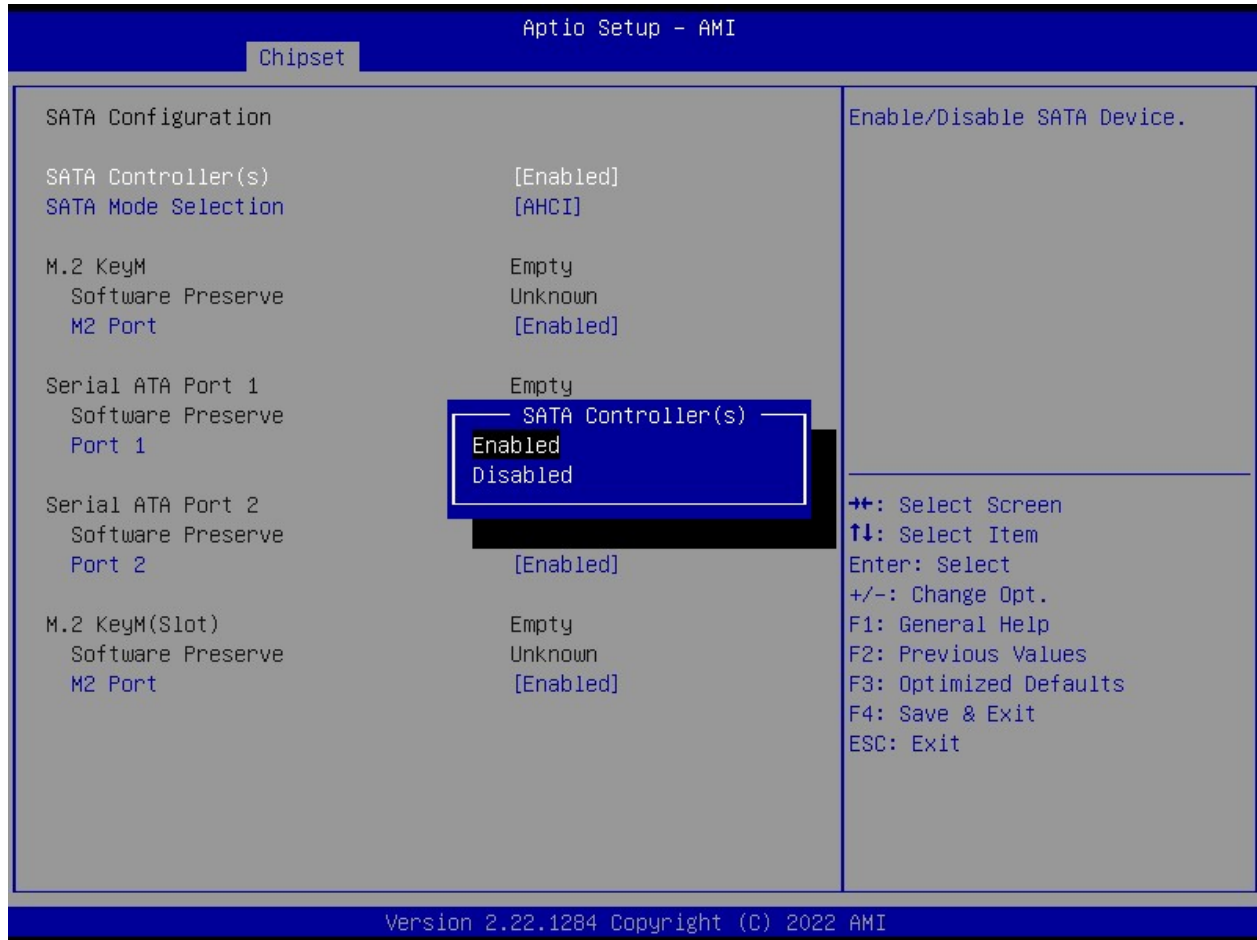 Aptio Setup – AMI
Chipset
SATA Configuration
SATA Controller(s) [Enabled]
SATA Mode Selection [AHCI]
M.2 KeyM Empty
Software Preserve Unknown
M2 Port [Enabled]
Serial ATA Port 1 Empty
Software Preserve
Port 1
Serial ATA Port 2
Software Preserve
Port 2 [Enabled]
M.2 KeyM(Slot) Empty
Software Preserve Unknown
M2 Port [Enabled]
SATA Controller(s)
Enabled
Disabled
Enable/Disable SATA Device.
→←: Select Screen
↑↓: Select Item
Enter: Select
+/-: Change Opt.
F1: General Help
F2: Previous Values
F3: Optimized Defaults
F4: Save & Exit
ESC: Exit
Version 2.22.1284 Copyright (C) 2022 AMI